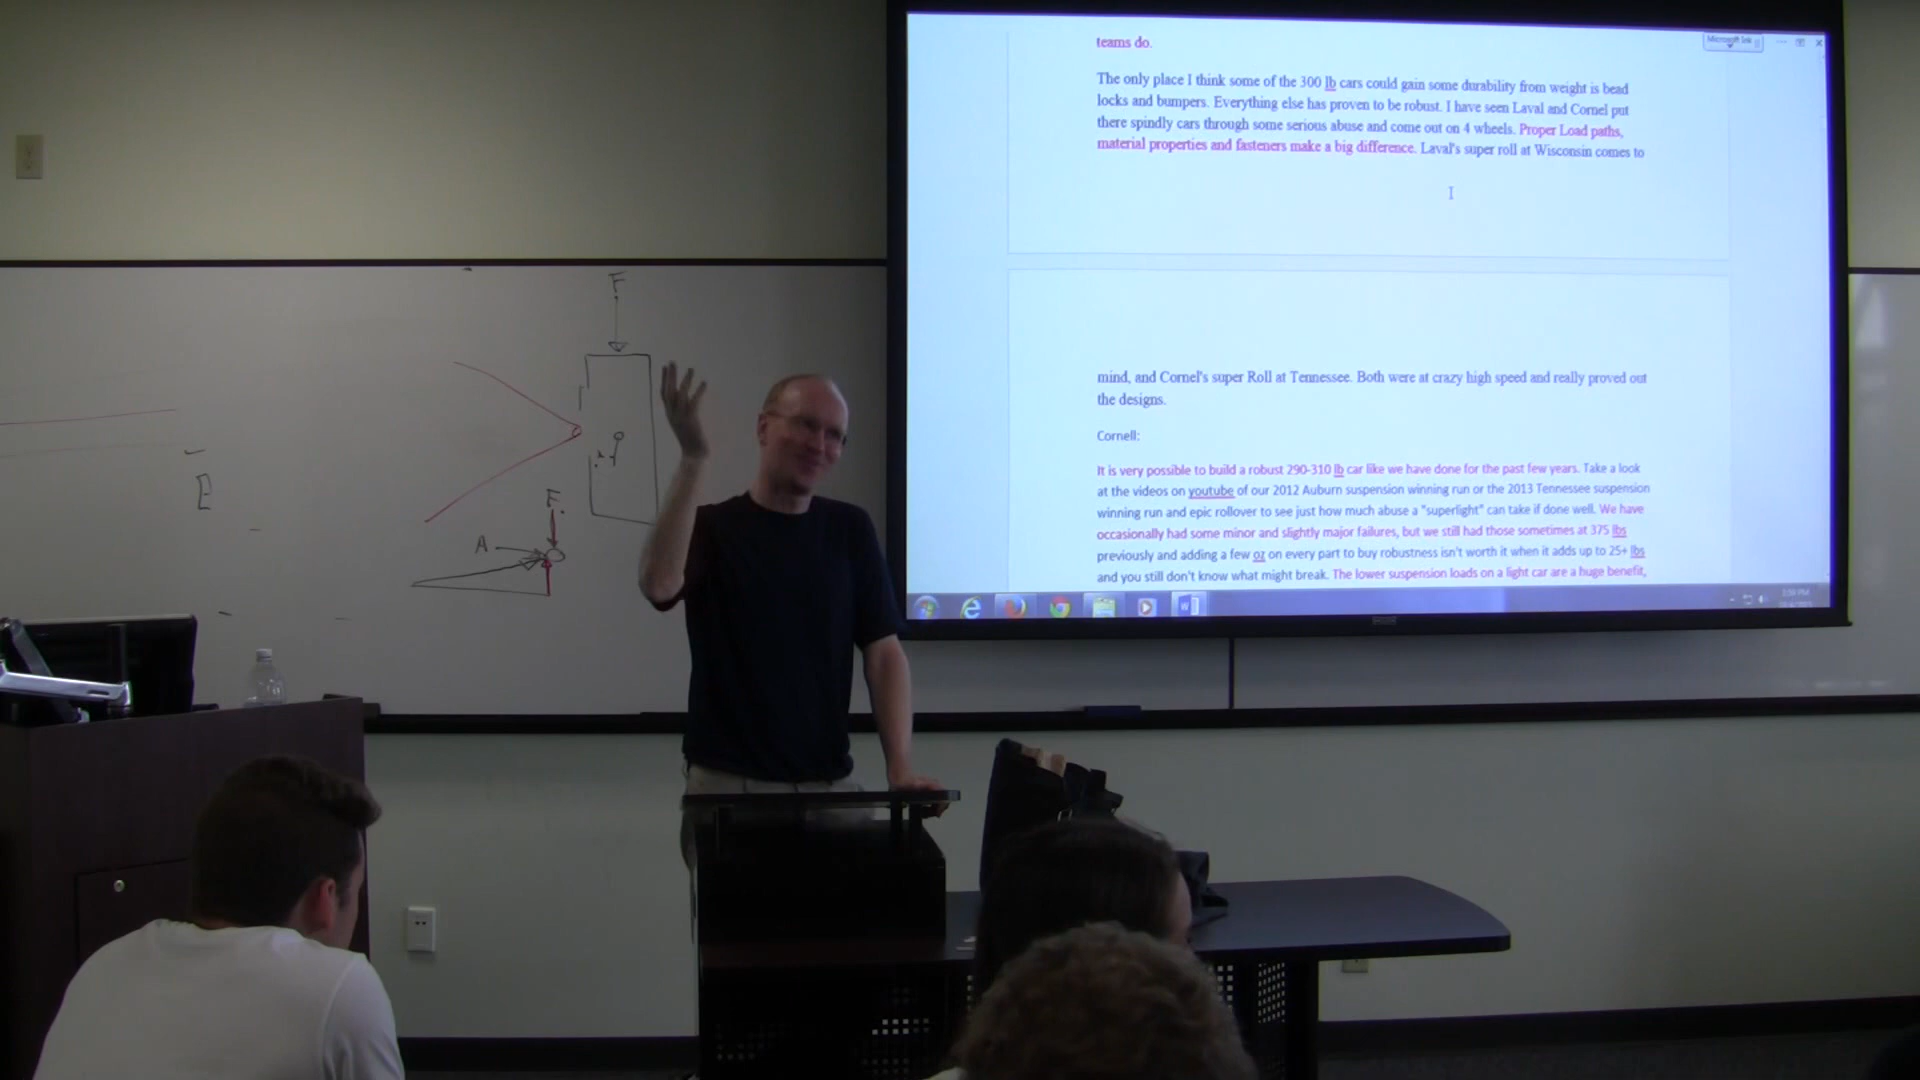 teams do.
Microsoft Ink
The only place I think some of the 300 lb cars could gain some durability from weight is bead
locks and bumpers. Everything else has proven to be robust. I have seen Laval and Cornel put
there spindly cars through some serious abuse and come out on 4 wheels. Proper Load paths,
material properties and fasteners make a big difference. Laval's super roll at Wisconsin comes to
mind, and Cornel's super Roll at Tennessee. Both were at crazy high speed and really proved out
the designs.
Cornell:
It is very possible to build a robust 290-310 lb car like we have done for the past few years. Take a look
at the videos on youtube of our 2012 Auburn suspension winning run or the 2013 Tennessee suspension
winning run and epic rollover to see just how much abuse a "superlight" can take if done well. We have
occasionally had some minor and slightly major failures, but we still had those sometimes at 375 lbs
previously and adding a few oz on every part to buy robustness isn't worth it when it adds up to 25+ lbs
and you still don't know what might break. The lower suspension loads on a light car are a huge benefit,
F
F
A
E